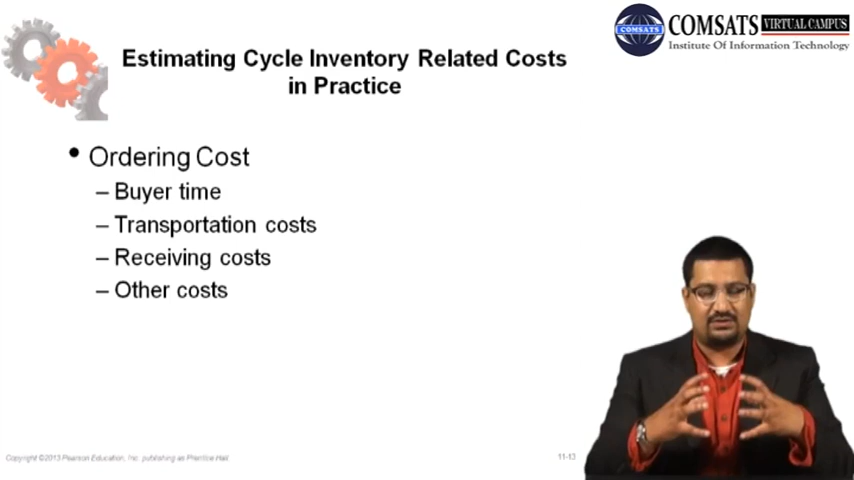 COMSATS VIRTUAL CAMPUS
COMSATS
Institute Of Information Technology
Estimating Cycle Inventory Related Costs
in Practice
• Ordering Cost
– Buyer time
– Transportation costs
– Receiving costs
– Other costs
Copyright ©2013 Pearson Education, Inc. publishing as Prentice Hall.
11-13